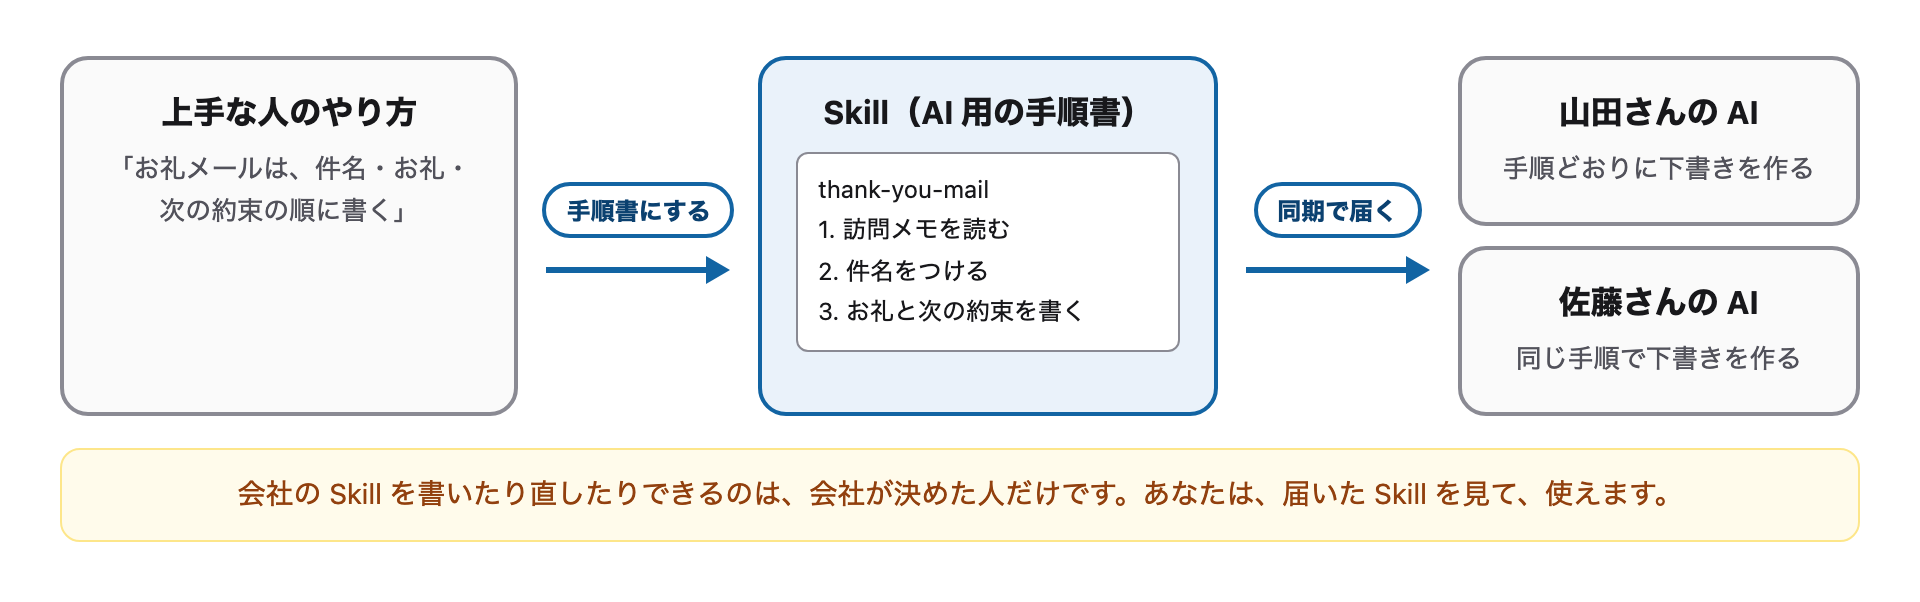 上手な人のやり方
「お礼メールは、件名・お礼・
次の約束の順に書く」
手順書にする
Skill（AI 用の手順書）
thank-you-mail
1. 訪問メモを読む
2. 件名をつける
3. お礼と次の約束を書く
同期で届く
山田さんの AI
手順どおりに下書きを作る
佐藤さんの AI
同じ手順で下書きを作る
会社の Skill を書いたり直したりできるのは、会社が決めた人だけです。あなたは、届いた Skill を見て、使えます。